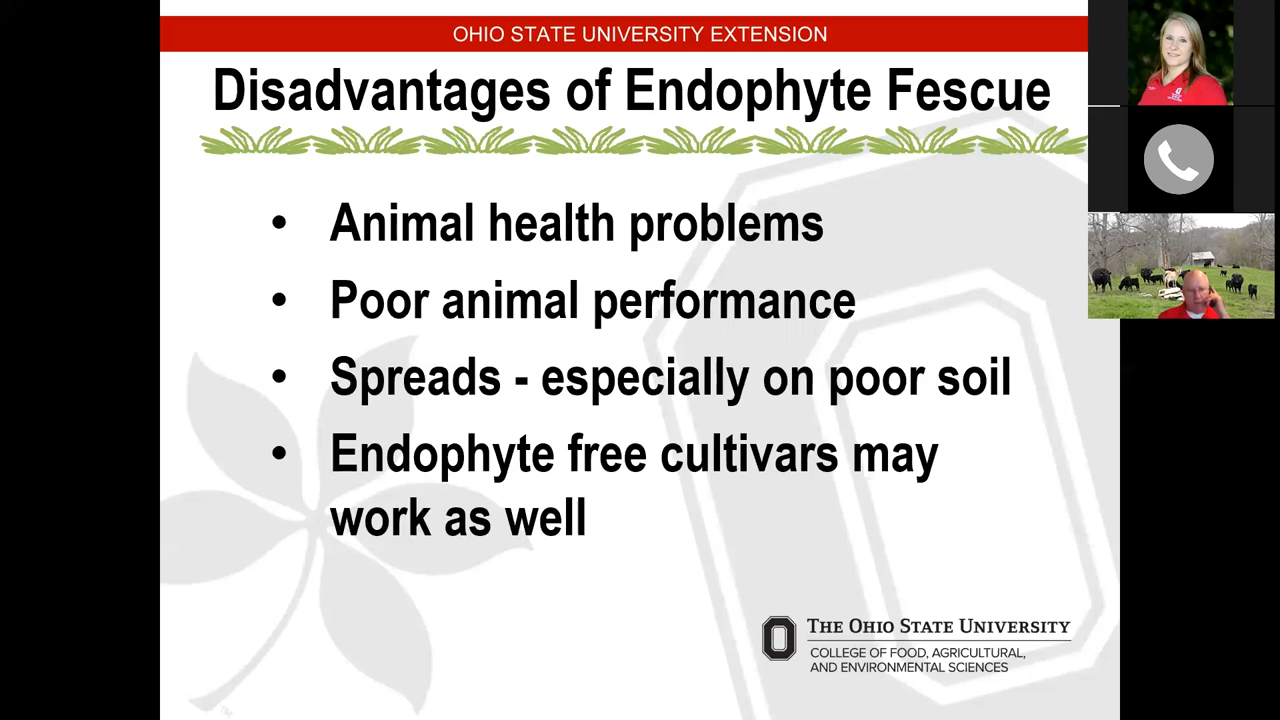 OHIO STATE UNIVERSITY EXTENSION
Disadvantages of Endophyte Fescue
• Animal health problems
• Poor animal performance
• Spreads - especially on poor soil
• Endophyte free cultivars may
work as well
THE OHIO STATE UNIVERSITY
COLLEGE OF FOOD, AGRICULTURAL,
AND ENVIRONMENTAL SCIENCES